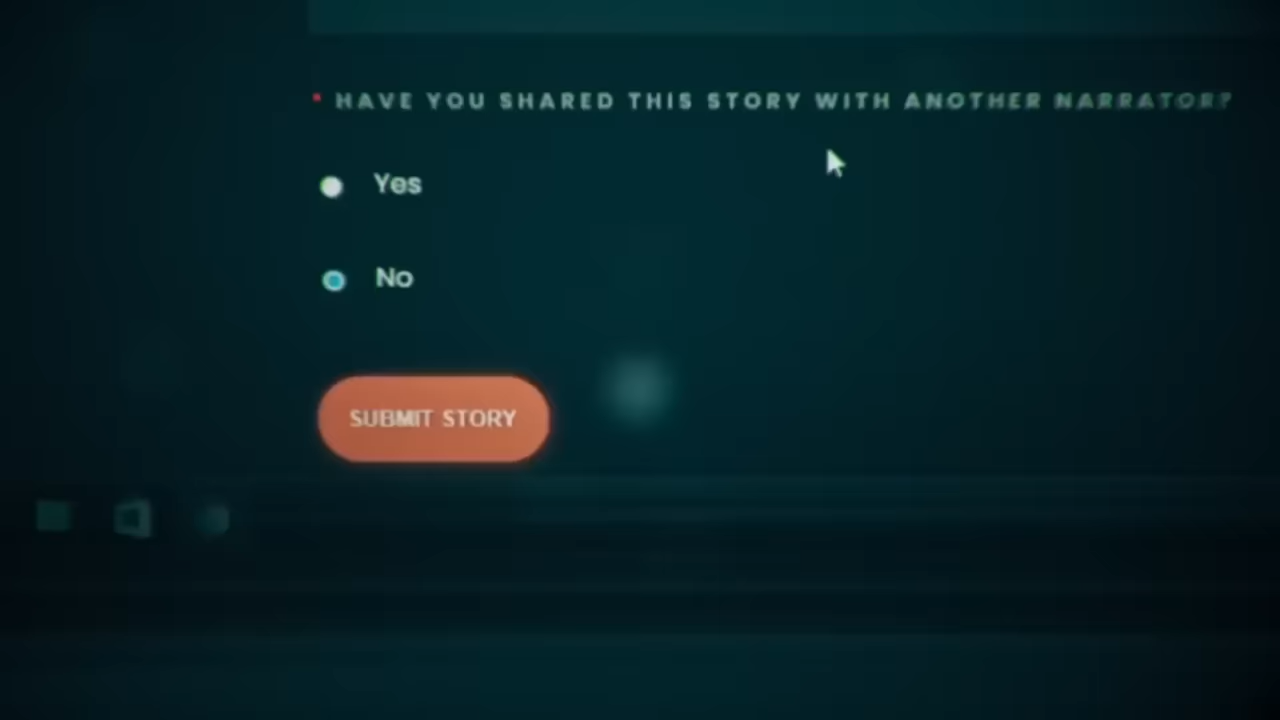 * HAVE YOU SHARED THIS STORY WITH ANOTHER NARRATOR?
Yes
No
SUBMIT STORY